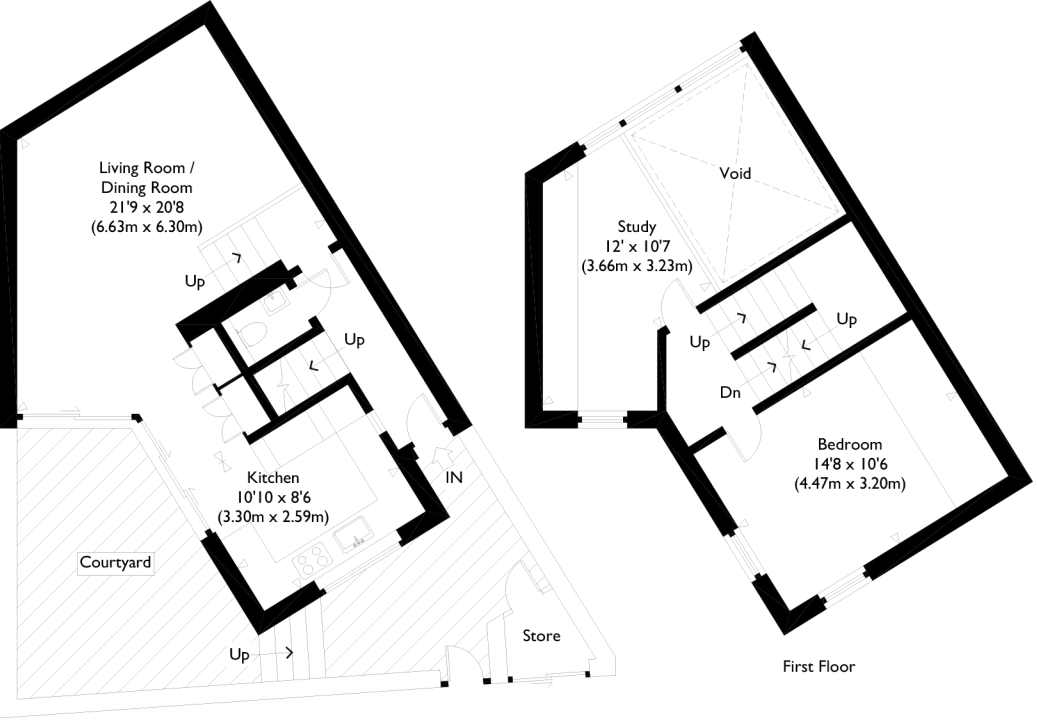 Living Room /
Dining Room
21'9 x 20'8
(6.63m x 6.30m)
Up
Up
Kitchen
10'10 x 8'6
(3.30m x 2.59m)
IN
Courtyard
Up
Store
Void
Study
12' x 10'7
(3.66m x 3.23m)
Up
Up
Dn
Bedroom
14'8 x 10'6
(4.47m x 3.20m)
First Floor